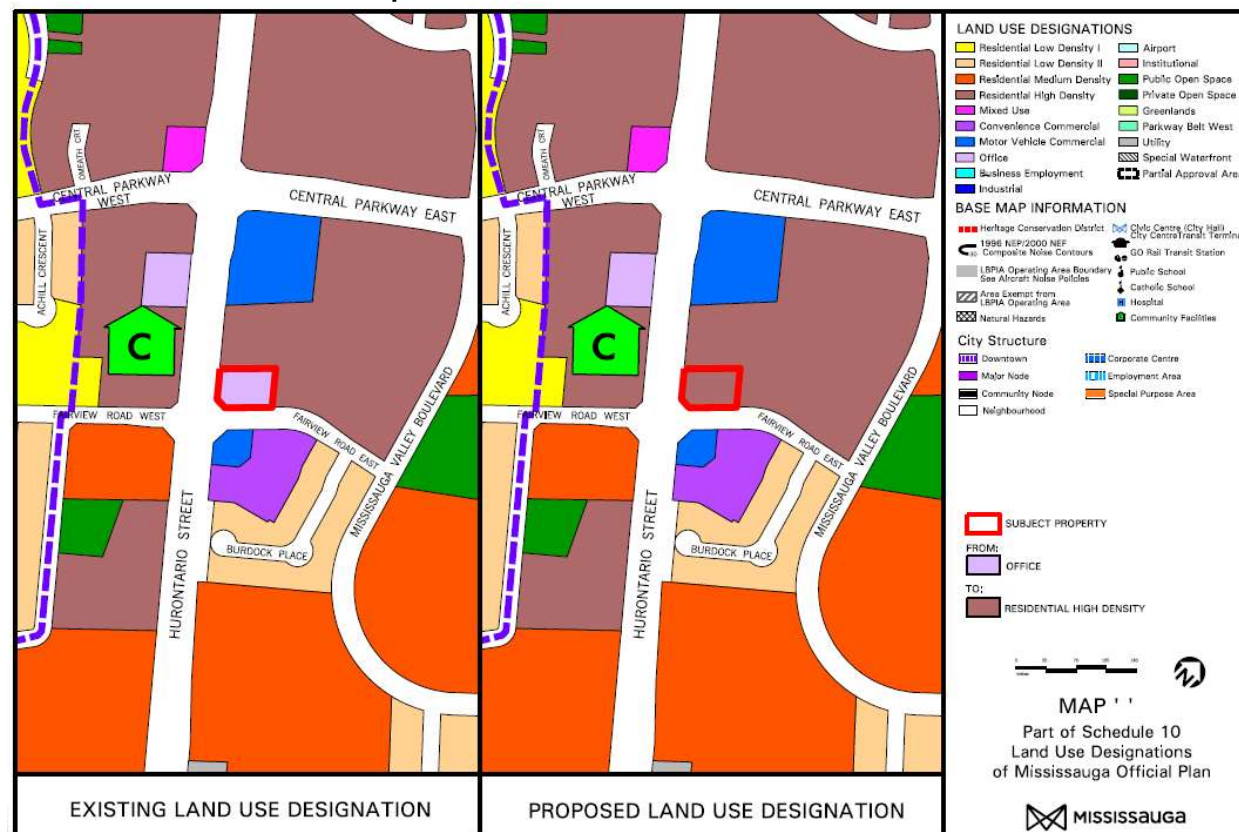 OMEATH CRT
CENTRAL PARKWAY
WEST
CENTRAL PARKWAY EAST
ACHILL CRESCENT
C
FAIRVIEW ROAD WEST
FAIRVIEW ROAD EAST
MISSISSAUGA VALLEY BOULEVARD
HURONTARIO STREET
BURDOCK PLACE
EXISTING LAND USE DESIGNATION
OMEATH CRT
CENTRAL PARKWAY
WEST
CENTRAL PARKWAY EAST
ACHILL CRESCENT
C
FAIRVIEW ROAD WEST
FAIRVIEW ROAD EAST
MISSISSAUGA VALLEY BOULEVARD
HURONTARIO STREET
BURDOCK PLACE
PROPOSED LAND USE DESIGNATION
LAND USE DESIGNATIONS
Residential Low Density I
Residential Low Density II
Residential Medium Density
Residential High Density
Mixed Use
Convenience Commercial
Motor Vehicle Commercial
Office
Business Employment
Industrial
Airport
Institutional
Public Open Space
Private Open Space
Greenlands
Parkway Belt West
Utility
Special Waterfront
Partial Approval Area
BASE MAP INFORMATION
Heritage Conservation District
1996 NEP/2000 NEF
Composite Noise Contours
LBPIA Operating Area Boundary
See Aircraft Noise Policies
Area Exempt from
LBPIA Operating Area
Natural Hazards
Civic Centre (City Hall)
City Centre Transit Termina
GO Rail Transit Station
Public School
Catholic School
H Hospital
Community Facilities
City Structure
Downtown
Major Node
Community Node
Neighbourhood
Corporate Centre
Employment Area
Special Purpose Area
SUBJECT PROPERTY
FROM:
OFFICE
TO:
RESIDENTIAL HIGH DENSITY
MAP ' '
Part of Schedule 10
Land Use Designations
of Mississauga Official Plan
MISSISSAUGA